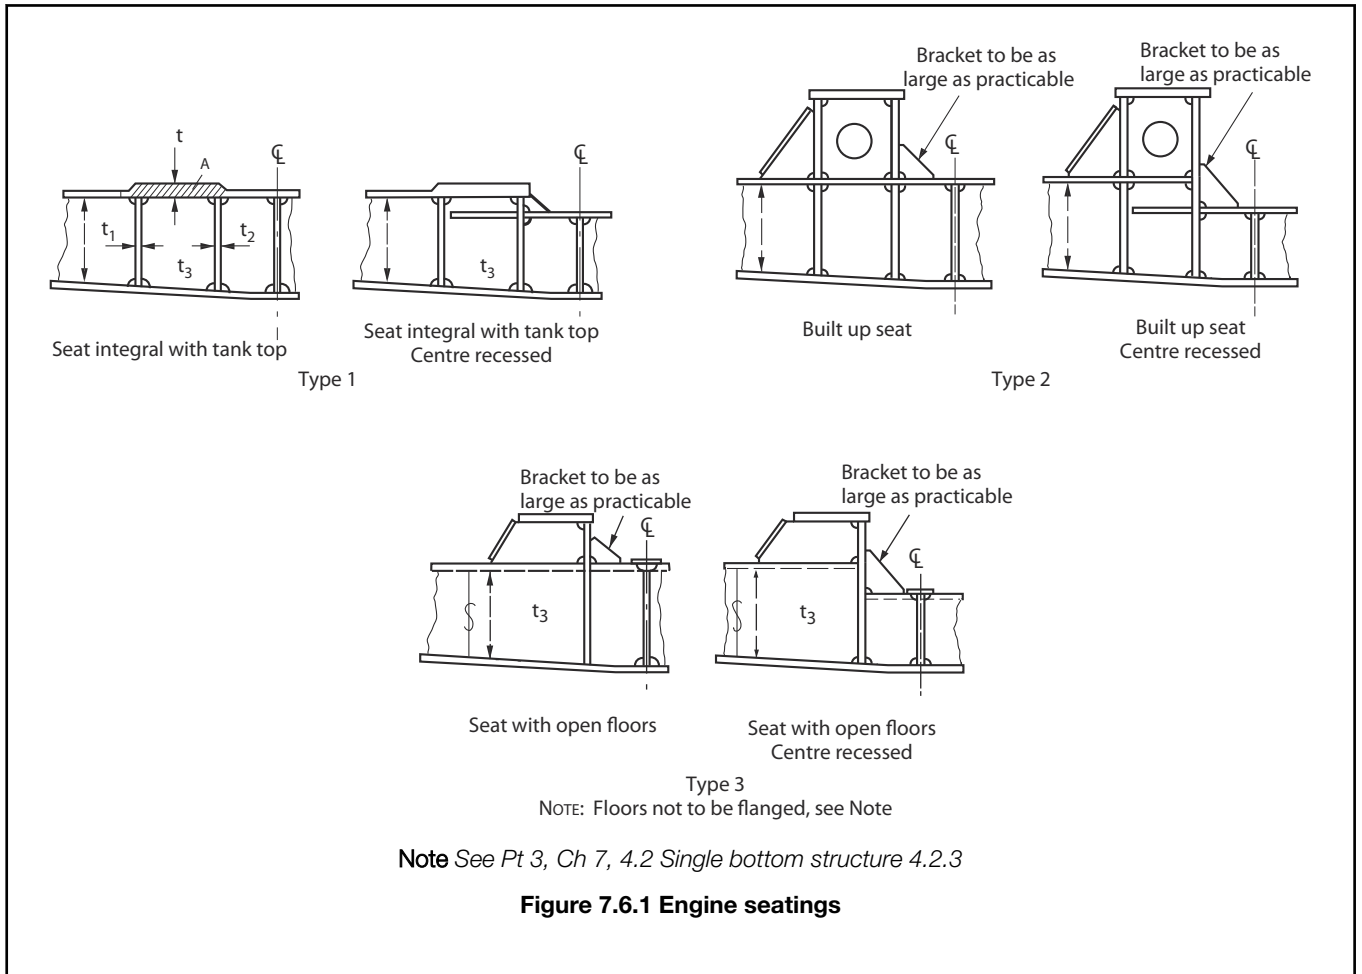 t
A
℄
t1
t2
t3
Seat integral with tank top
℄
t3
Seat integral with tank top
Centre recessed
Type 1
Bracket to be as
large as practicable
℄
Built up seat
Bracket to be as
large as practicable
℄
Built up seat
Centre recessed
Type 2
Bracket to be as
large as practicable
℄
t3
Seat with open floors
Bracket to be as
large as practicable
℄
t3
Seat with open floors
Centre recessed
Type 3
NOTE: Floors not to be flanged, see Note
Note See Pt 3, Ch 7, 4.2 Single bottom structure 4.2.3
Figure 7.6.1 Engine seatings